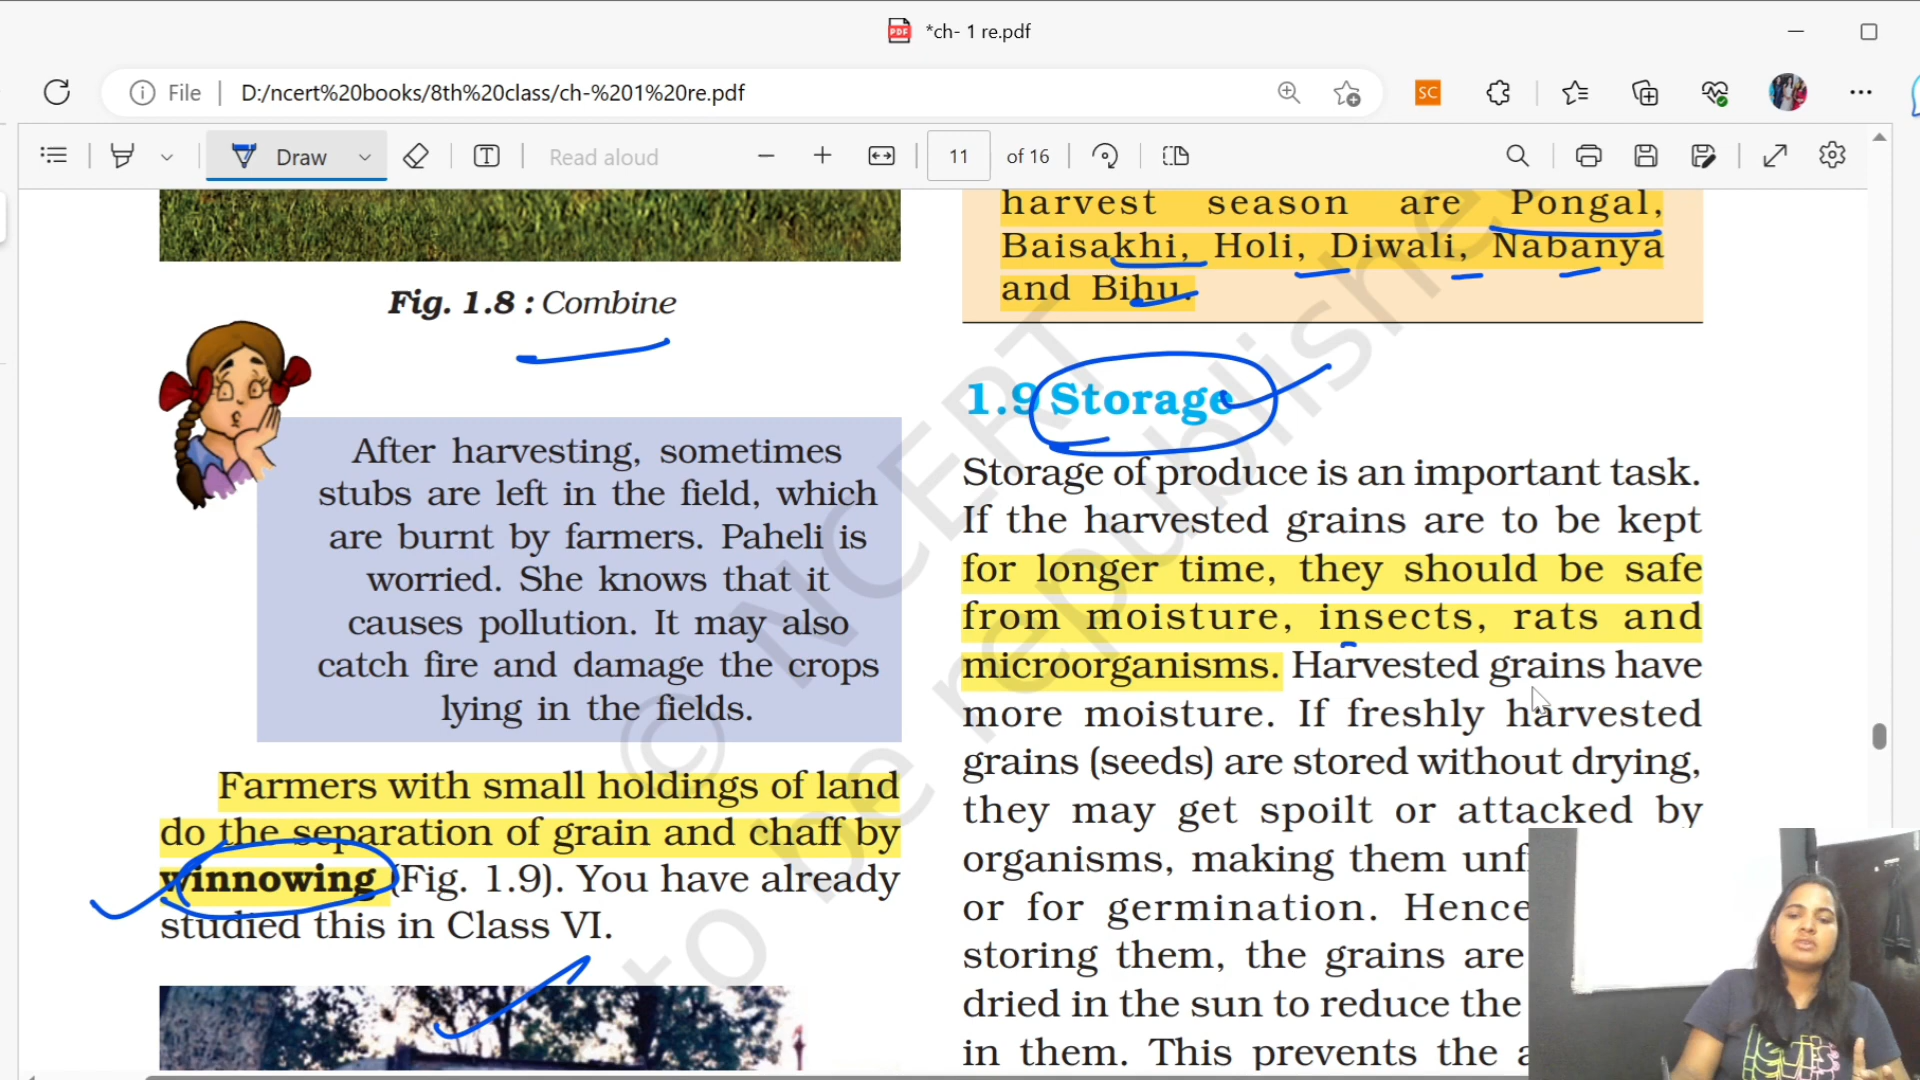 *ch- 1 re.pdf
File
D:/ncert%20books/8th%20class/ch-%201%20re.pdf
SC
Draw
Read aloud
11
of 16
Fig. 1.8 : Combine
After harvesting, sometimes
stubs are left in the field, which
are burnt by farmers. Paheli is
worried. She knows that it
causes pollution. It may also
catch fire and damage the crops
lying in the fields.
Farmers with small holdings of land
do the separation of grain and chaff by
winnowing (Fig. 1.9). You have already
studied this in Class VI.
harvest season are Pongal,
Baisakhi, Holi, Diwali, Nabanya
and Bihu.
1.9 Storage
Storage of produce is an important task.
If the harvested grains are to be kept
for longer time, they should be safe
from moisture, insects, rats and
microorganisms. Harvested grains have
more moisture. If freshly harvested
grains (seeds) are stored without drying,
they may get spoilt or attacked by
organisms, making them
or for germination. Hence
storing them, the grains are
dried in the sun to reduce the
in them. This prevents the
© NCERT
to be republished